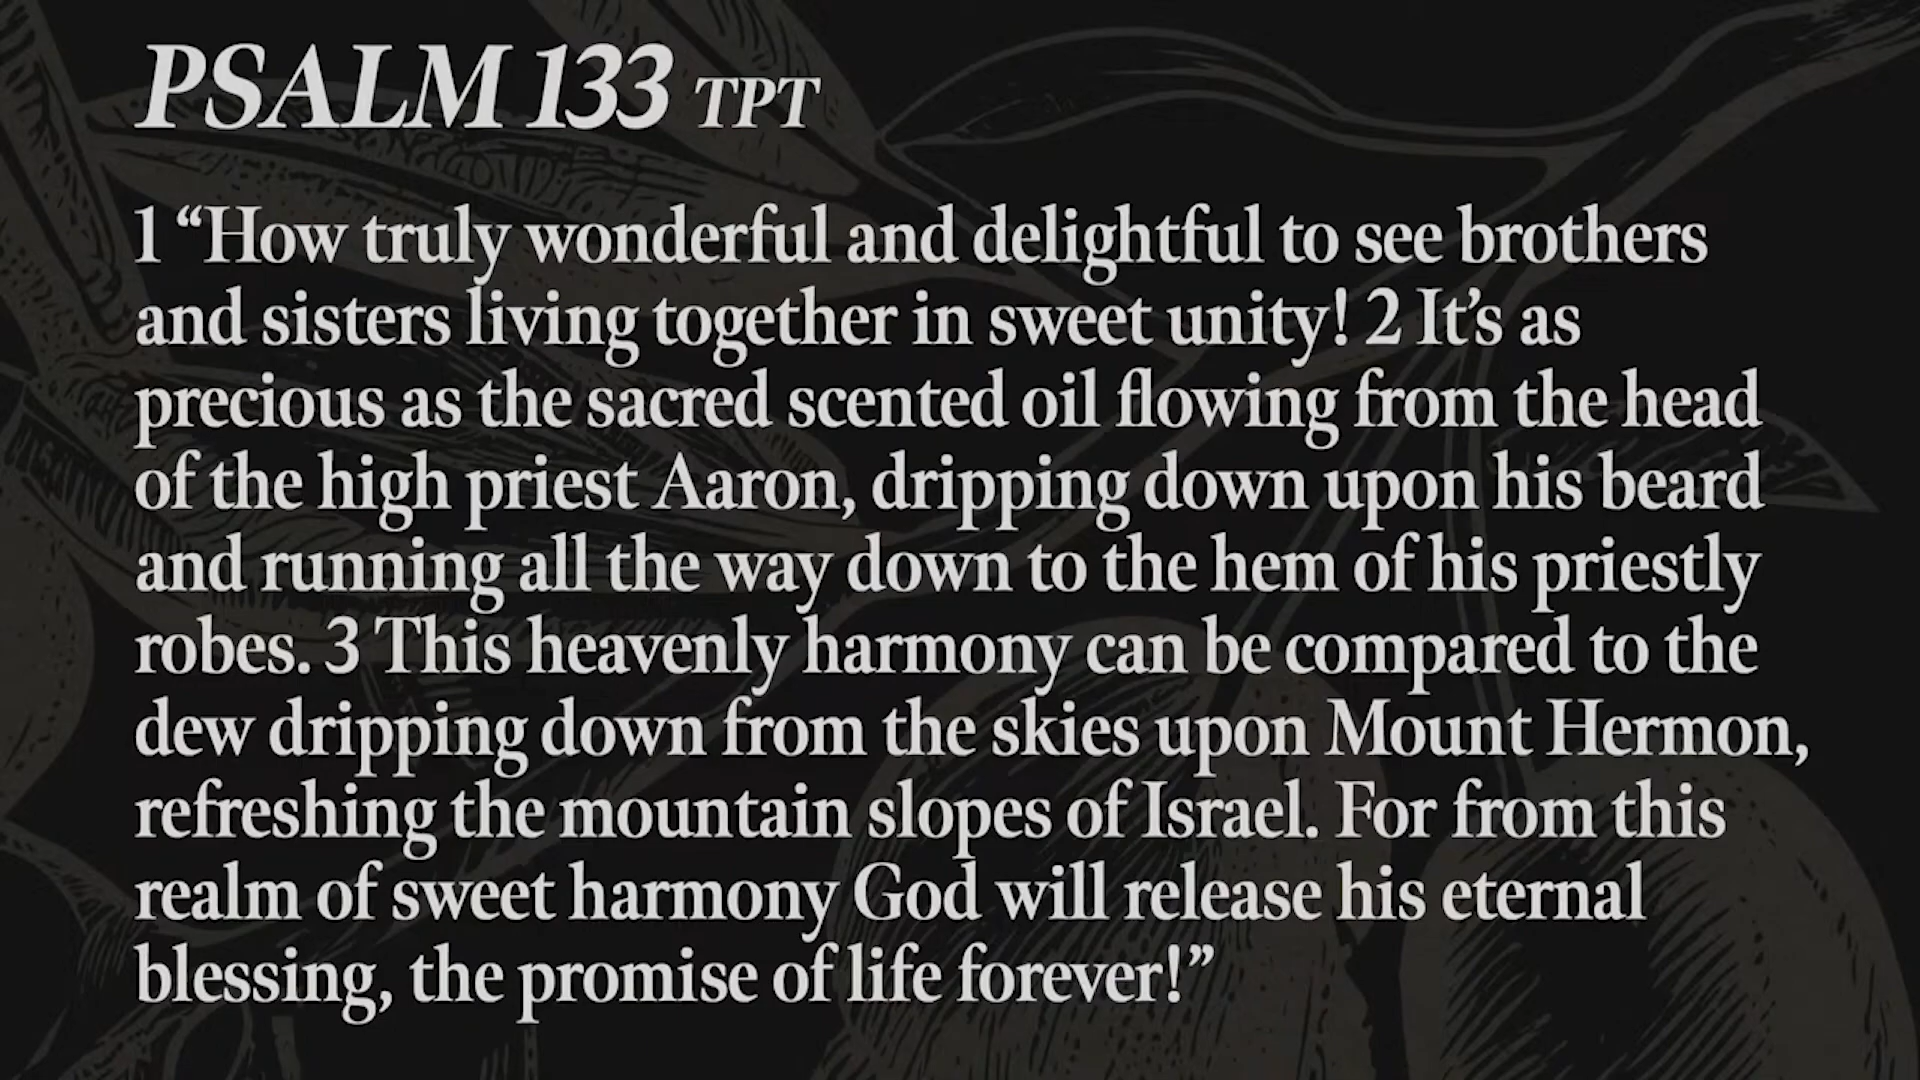 PSALM 133 TPT
1 “How truly wonderful and delightful to see brothers
and sisters living together in sweet unity! 2 It’s as
precious as the sacred scented oil flowing from the head
of the high priest Aaron, dripping down upon his beard
and running all the way down to the hem of his priestly
robes. 3 This heavenly harmony can be compared to the
dew dripping down from the skies upon Mount Hermon,
refreshing the mountain slopes of Israel. For from this
realm of sweet harmony God will release his eternal
blessing, the promise of life forever!”